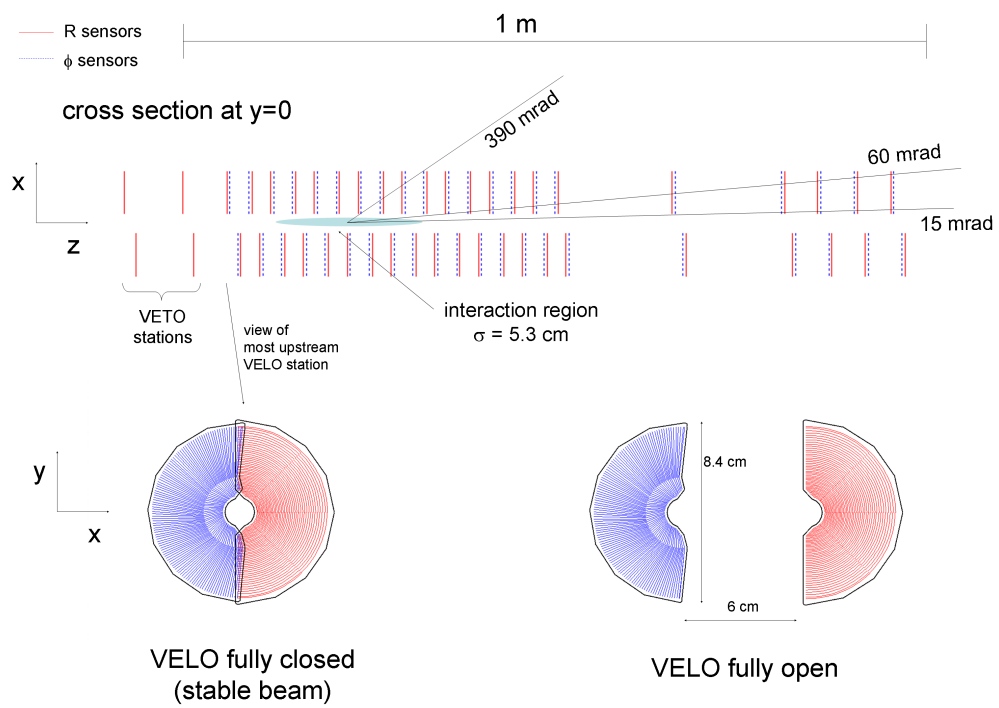 1 m
R sensors
ϕ sensors
cross section at y=0
390 mrad
60 mrad
x
15 mrad
z
interaction region
σ = 5.3 cm
VETO
stations
view of
most upstream
VELO station
8.4 cm
y
x
6 cm
VELO fully closed
(stable beam)
VELO fully open